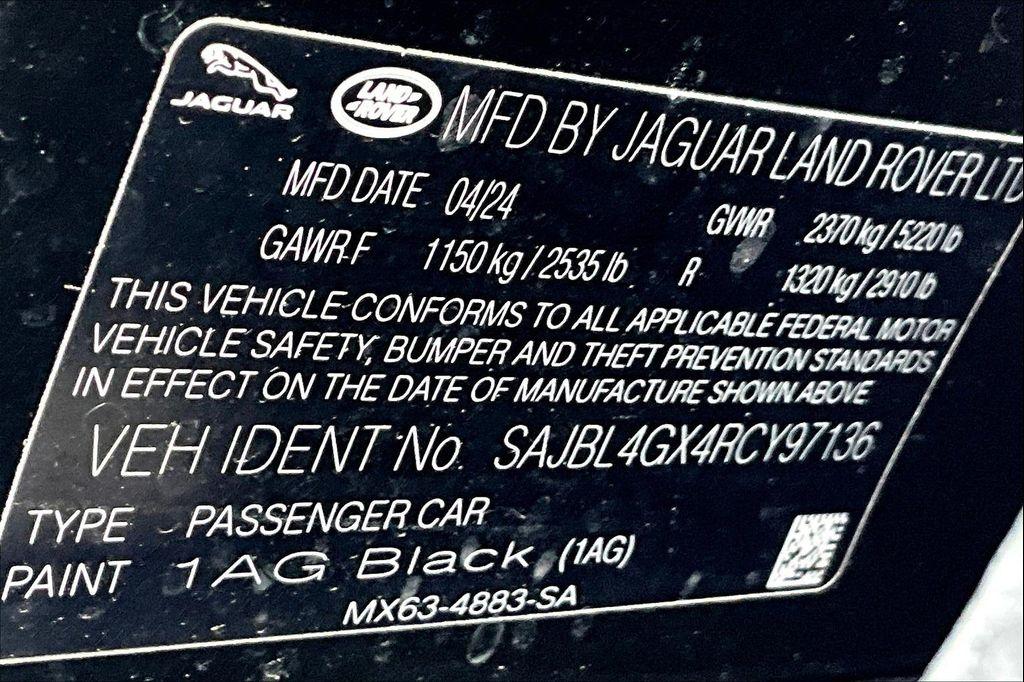 JAGUAR
LAND ROVER
MFD BY JAGUAR LAND ROVER LTD
MFD DATE 04/24
GVWR 2370 kg / 5220 lb
GAWR.F 1150 kg / 2535 lb R 1320 kg / 2910 lb
THIS VEHICLE CONFORMS TO ALL APPLICABLE FEDERAL MOTOR
VEHICLE SAFETY, BUMPER AND THEFT PREVENTION STANDARDS
IN EFFECT ON THE DATE OF MANUFACTURE SHOWN ABOVE
VEH IDENT No. SAJBL4GX4RCY97136
TYPE - PASSENGER CAR
PAINT 1AG Black (1AG)
MX63-4883-SA